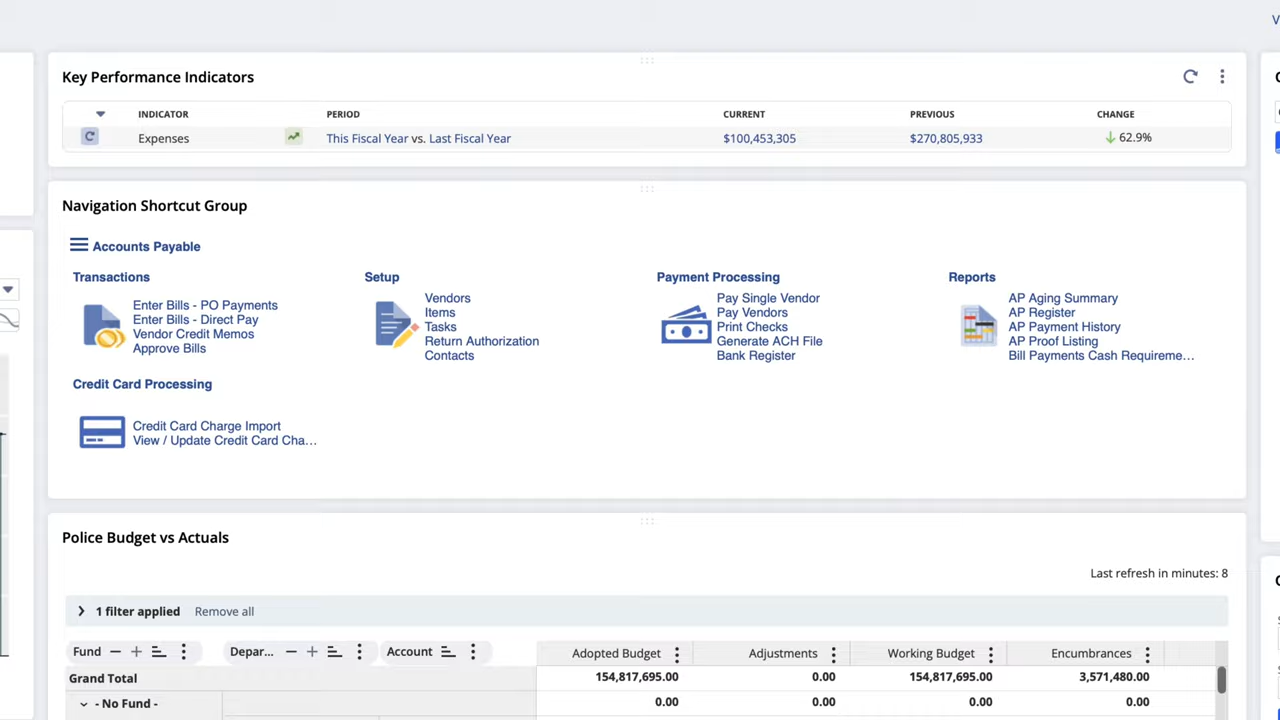 Key Performance Indicators
INDICATOR PERIOD CURRENT PREVIOUS CHANGE
Expenses This Fiscal Year vs. Last Fiscal Year $100,453,305 $270,805,933 62.9%
Navigation Shortcut Group
Accounts Payable
Transactions
Enter Bills - PO Payments
Enter Bills - Direct Pay
Vendor Credit Memos
Approve Bills
Setup
Vendors
Items
Tasks
Return Authorization
Contacts
Payment Processing
Pay Single Vendor
Pay Vendors
Print Checks
Generate ACH File
Bank Register
Reports
AP Aging Summary
AP Register
AP Payment History
AP Proof Listing
Bill Payments Cash Requireme…
Credit Card Processing
Credit Card Charge Import
View / Update Credit Card Cha…
Police Budget vs Actuals
Last refresh in minutes: 8
1 filter applied Remove all
Fund Depar... Account Adopted Budget Adjustments Working Budget Encumbrances
Grand Total 154,817,695.00 0.00 154,817,695.00 3,571,480.00
- No Fund - 0.00 0.00 0.00 0.00